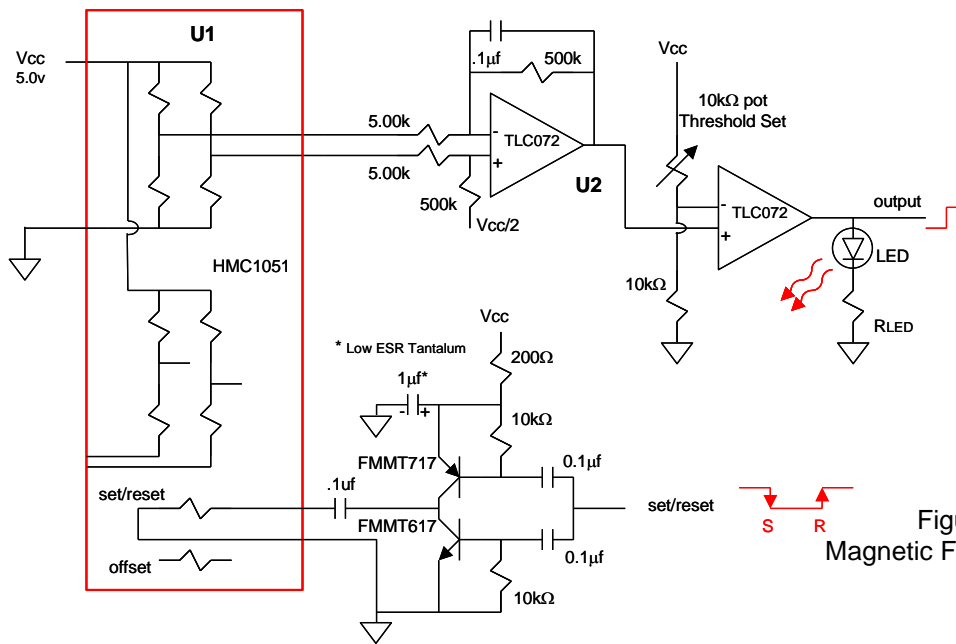 U1
Vcc
5.0v
HMC1051
set/reset
offset
.1µf
500k
5.00k
5.00k
500k
-
+
TLC072
U2
Vcc/2
Vcc
10kΩ pot
Threshold Set
10kΩ
-
+
TLC072
output
LED
RLED
Vcc
200Ω
* Low ESR Tantalum
1µf*
- +
10kΩ
FMMT717
.1uf
FMMT617
0.1µf
0.1µf
10kΩ
set/reset
S R
Figu
Magnetic F